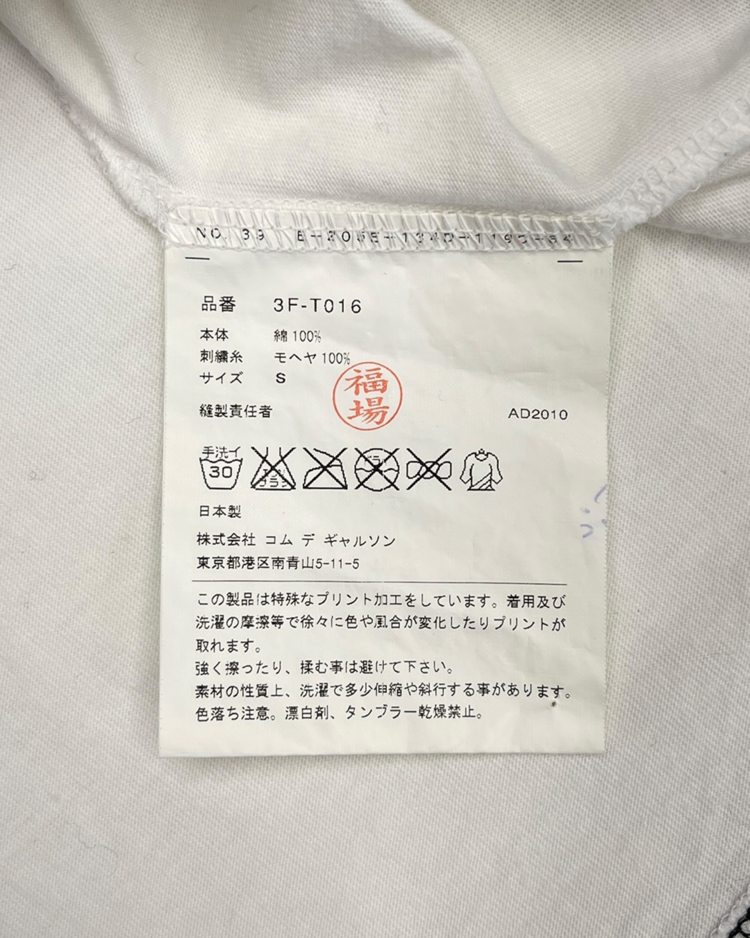 NO. 39
品番 3F-T016
本体 綿 100%
刺繍糸 モヘヤ 100%
サイズ S
福場
縫製責任者 AD2010
手洗イ
30
日本製
株式会社 コム デ ギャルソン
東京都港区南青山5-11-5
この製品は特殊なプリント加工をしています。着用及び
洗濯の摩擦等で徐々に色や風合が変化したりプリントが
取れます。
強く擦ったり、揉む事は避けて下さい。
素材の性質上、洗濯で多少伸縮や斜行する事があります。
色落ち注意。漂白剤、タンブラー乾燥禁止。